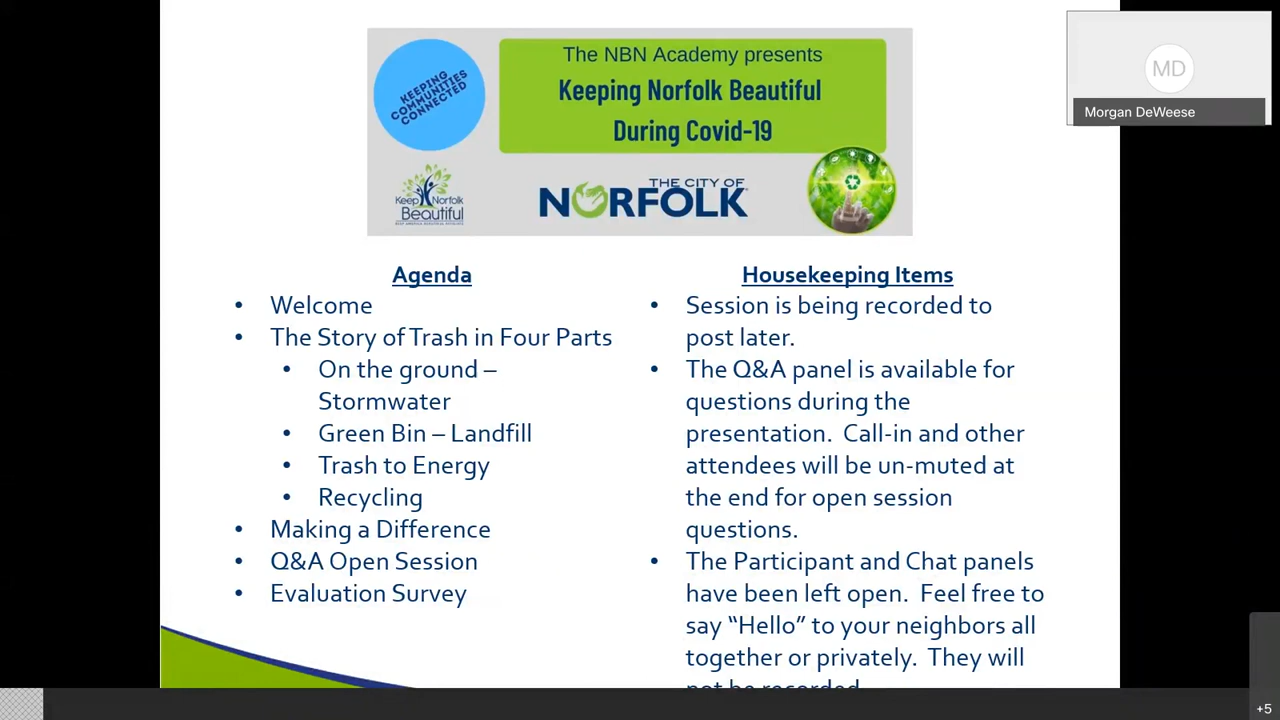 The NBN Academy presents
Keeping Norfolk Beautiful
During Covid-19
KEEPING
COMMUNITIES
CONNECTED
Keep Norfolk
Beautiful
THE CITY OF
NORFOLK
MD
Morgan DeWeese
Agenda
• Welcome
• The Story of Trash in Four Parts
• On the ground –
Stormwater
• Green Bin – Landfill
• Trash to Energy
• Recycling
• Making a Difference
• Q&A Open Session
• Evaluation Survey
Housekeeping Items
• Session is being recorded to
post later.
• The Q&A panel is available for
questions during the
presentation. Call-in and other
attendees will be un-muted at
the end for open session
questions.
• The Participant and Chat panels
have been left open. Feel free to
say “Hello” to your neighbors all
together or privately. They will
not be recorded
+5